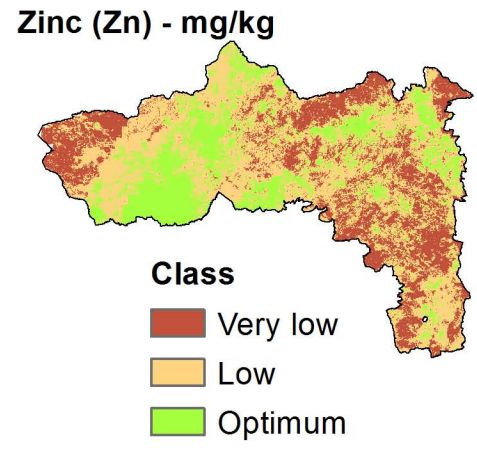 Zinc (Zn) - mg/kg
Class
Very low
Low
Optimum